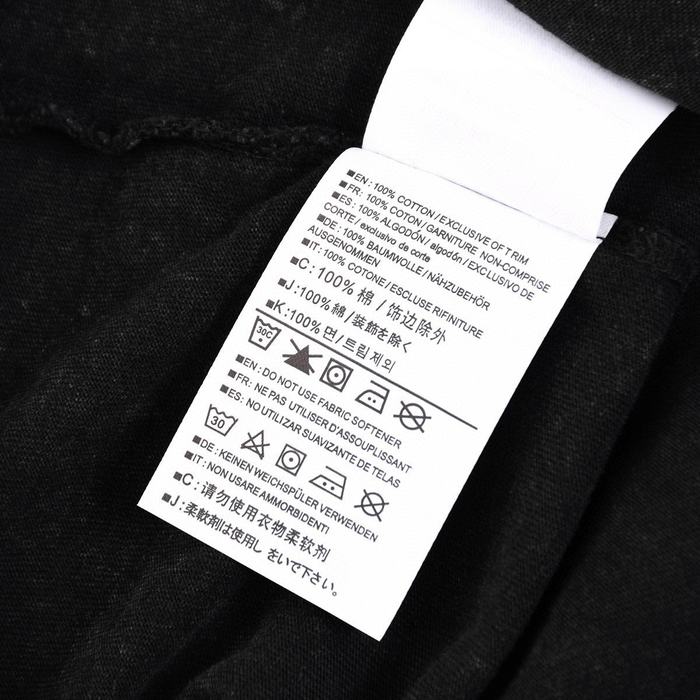 ■EN: 100% COTTON / EXCLUSIVE OF TRIM
■FR: 100% COTON / GARNITURE NON-COMPRISE
■ES: 100% ALGODÓN / algodón / EXCLUSIVO DE
CORTE / exclusivo de corte
■DE: 100% BAUMWOLLE / NÄHZUBEHÖR
AUSGENOMMEN
■IT: 100% COTONE / ESCLUSE RIFINITURE
■C:100% 棉 / 饰边除外
■J:100%綿/装飾を除く
■K:100% 면/트림 제외
30C
■EN: DO NOT USE FABRIC SOFTENER
■FR: NE PAS UTILISER D'ASSOUPLISSANT
■ES: NO UTILIZAR SUAVIZANTE DE TELAS
30
■DE: KEINEN WEICHSPÜLER VERWENDEN
■IT: NON USARE AMMORBIDENTI
■C:请勿使用衣物柔软剂
■J:柔軟剤は使用し をいで下さい。